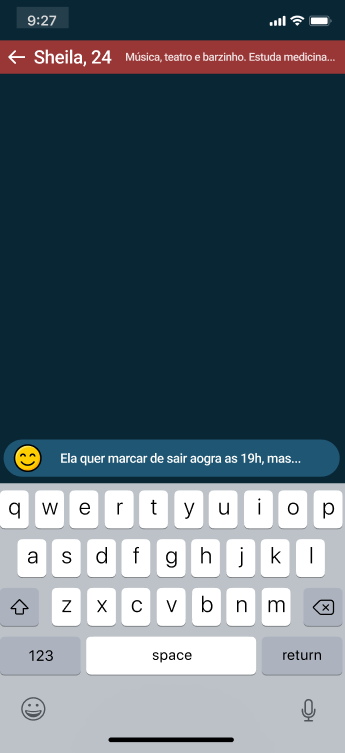 9:27
Sheila, 24 Música, teatro e barzinho. Estuda medicina...
Ela quer marcar de sair aogra as 19h, mas...
q w e r t y u i o p
a s d f g h j k l
z x c v b n m
123 space return